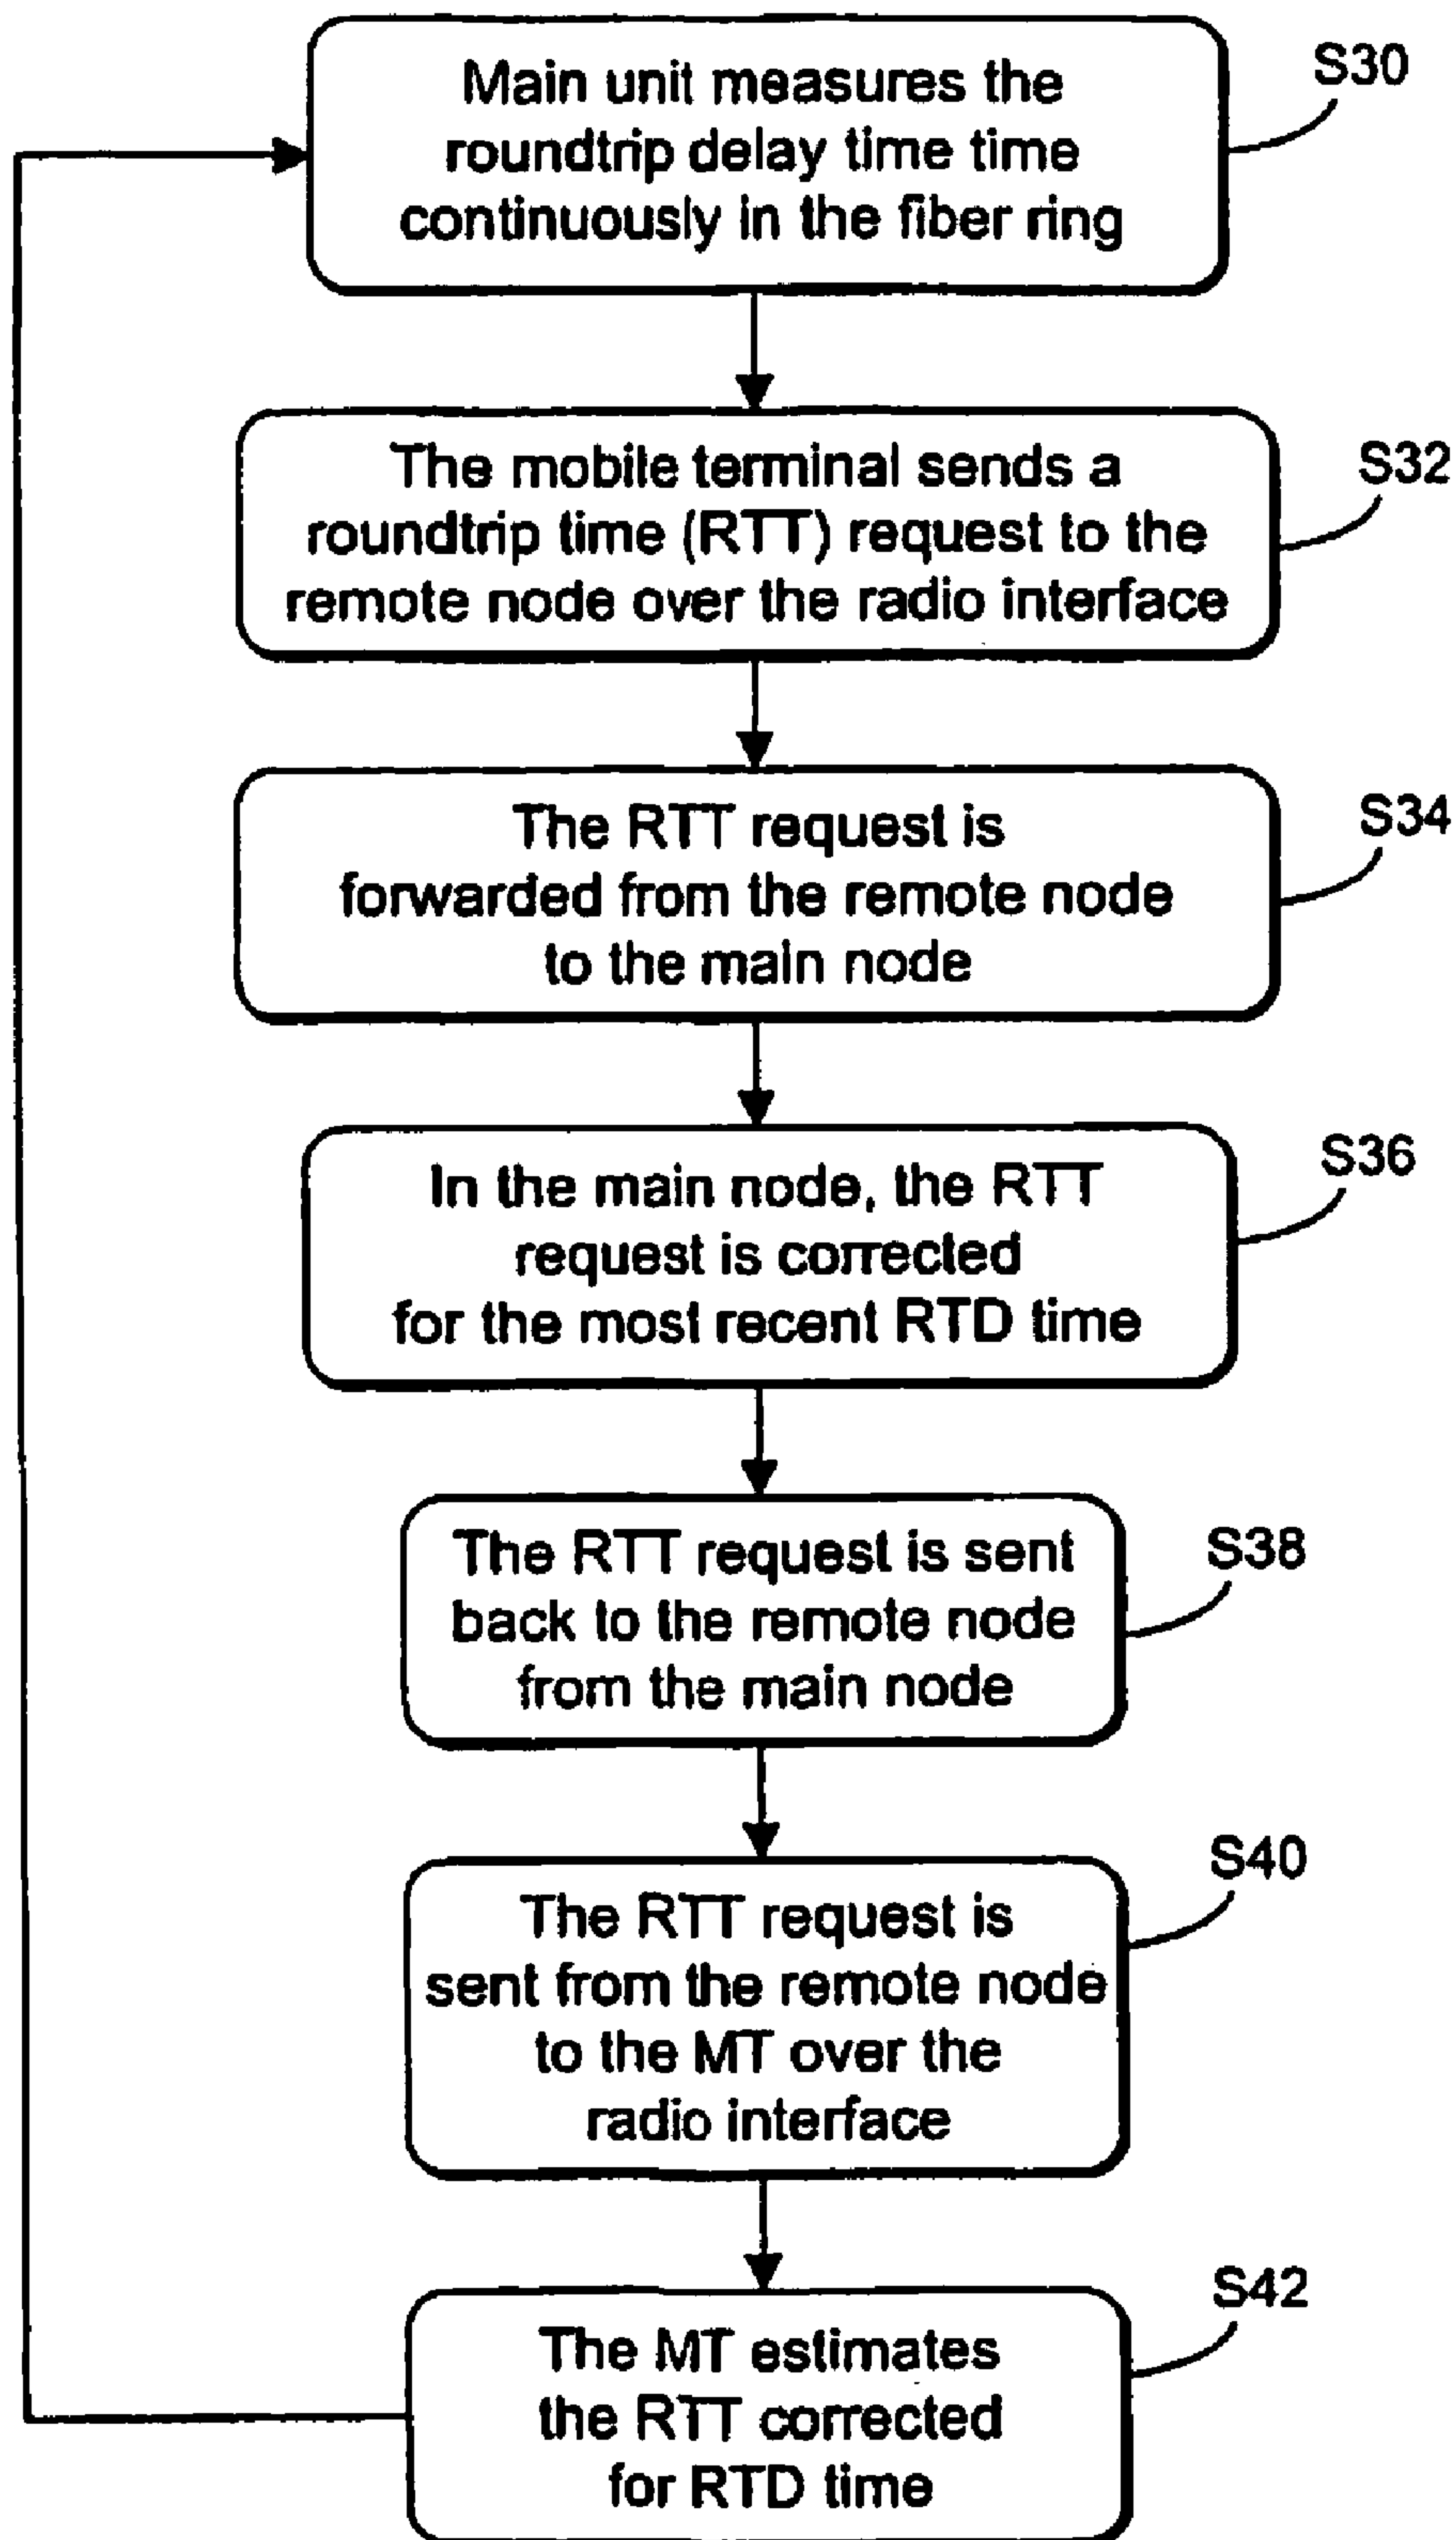 Main unit measures the
roundtrip delay time time
continuously in the fiber ring
S30
The mobile terminal sends a
roundtrip time (RTT) request to the
remote node over the radio interface
S32
The RTT request is
forwarded from the remote node
to the main node
S34
In the main node, the RTT
request is corrected
for the most recent RTD time
S36
The RTT request is sent
back to the remote node
from the main node
S38
The RTT request is
sent from the remote node
to the MT over the
radio interface
S40
The MT estimates
the RTT corrected
for RTD time
S42